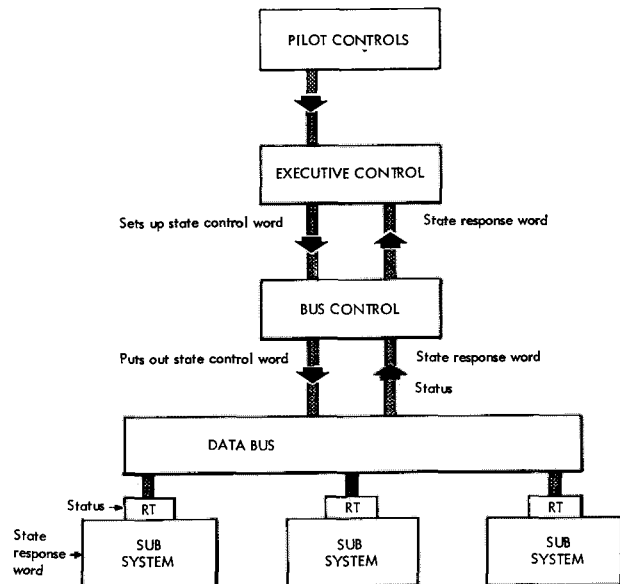 PILOT CONTROLS
EXECUTIVE CONTROL
Sets up state control word
State response word
BUS CONTROL
Puts out state control word
State response word
Status
DATA BUS
Status
RT
RT
RT
State
response
word
SUB
SYSTEM
SUB
SYSTEM
SUB
SYSTEM